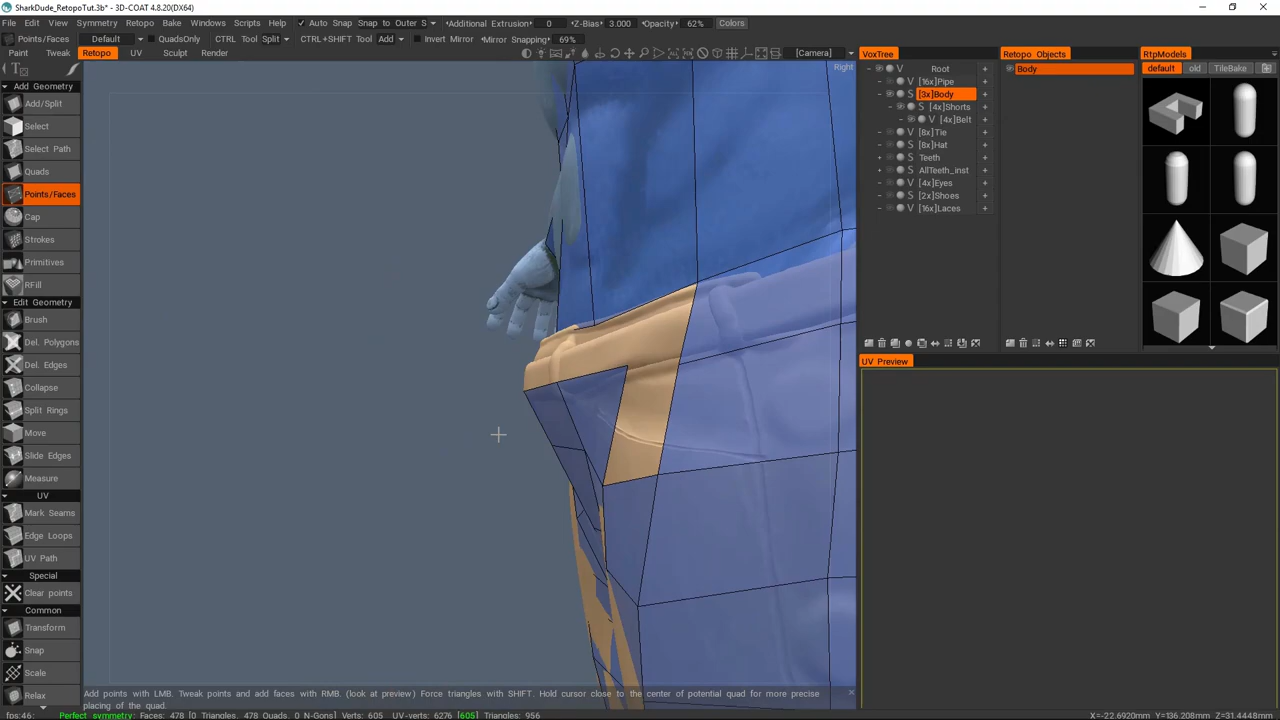 SharkDude_RetopoTut.3b* - 3D-COAT 4.8.20(DX64)
File Edit View Symmetry Retopo Bake Windows Scripts Help Auto Snap Snap to Outer S Additional Extrusion 0 Z-Bias 3.000 Opacity 62% Colors
Points/Faces Default QuadsOnly CTRL Tool Split CTRL+SHIFT Tool Add Invert Mirror Mirror Snapping 69%
Paint Tweak Retopo UV Sculpt Render [Camera]
Right
Add Geometry
Add/Split
Select
Select Path
Quads
Points/Faces
Cap
Strokes
Primitives
RFill
Edit Geometry
Brush
Del. Polygons
Del. Edges
Collapse
Split Rings
Move
Slide Edges
Measure
UV
Mark Seams
Edge Loops
UV Path
Special
Clear points
Common
Transform
Snap
Scale
Relax
VoxTree
Root
V [16x]Pipe
S [3x]Body
S [4x]Shorts
V [4x]Belt
V [8x]Tie
V [8x]Hat
S Teeth
S AllTeeth_inst
V [4x]Eyes
S [2x]Shoes
V [16x]Laces
Retopo Objects
Body
RtpModels
default old TileBake
UV Preview
Add points with LMB. Tweak points and add faces with RMB. (look at preview) Force triangles with SHIFT. Hold cursor close to the center of potential quad for more precise
placing of the quad.
fps:46; Perfect symmetry; Faces: 478 [0 Triangles, 478 Quads, 0 N-Gons] Verts: 605 UV-verts: 6276 [605] Triangles: 956 X=-22.6920mm Y=136.208mm Z=31.4448mm